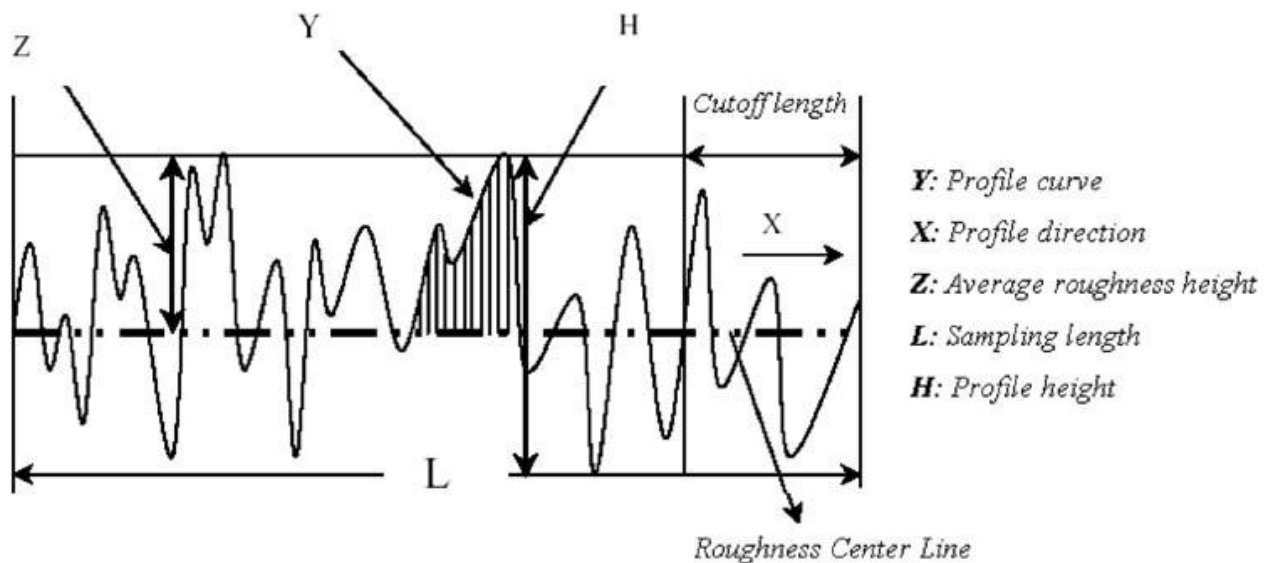 Z
Y
H
Cutoff length
X
L
Y: Profile curve
X: Profile direction
Z: Average roughness height
L: Sampling length
H: Profile height
Roughness Center Line